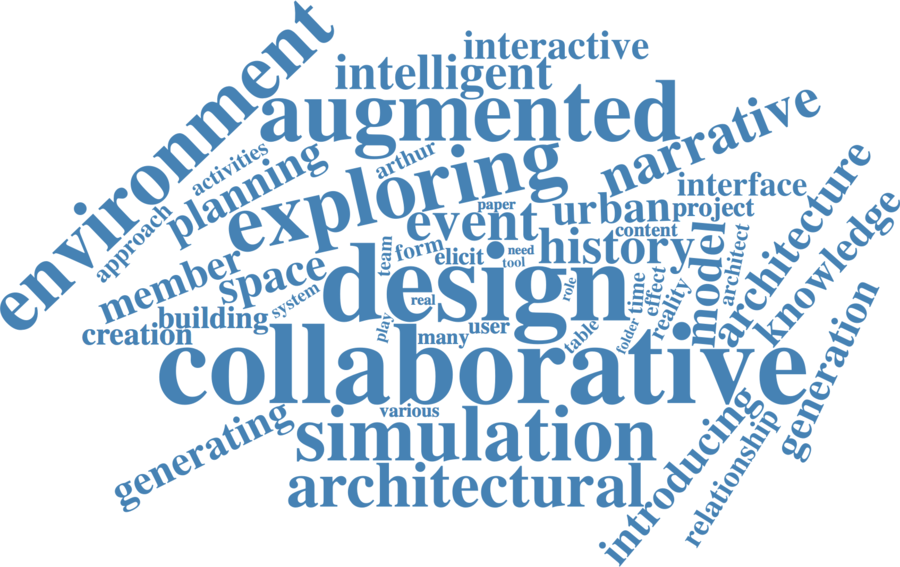 environment
interactive
intelligent
augmented
narrative
activities
planning
arthur
exploring
approach
paper
event
urban
interface
project
content
history
architecture
knowledge
member
space
team
form
elicit
need
tool
design
model
architect
creation
building
system
real
role
time
effect
reality
play
many
user
table
folder
collaborative
generation
various
generating
simulation
introducing
relationship
architectural